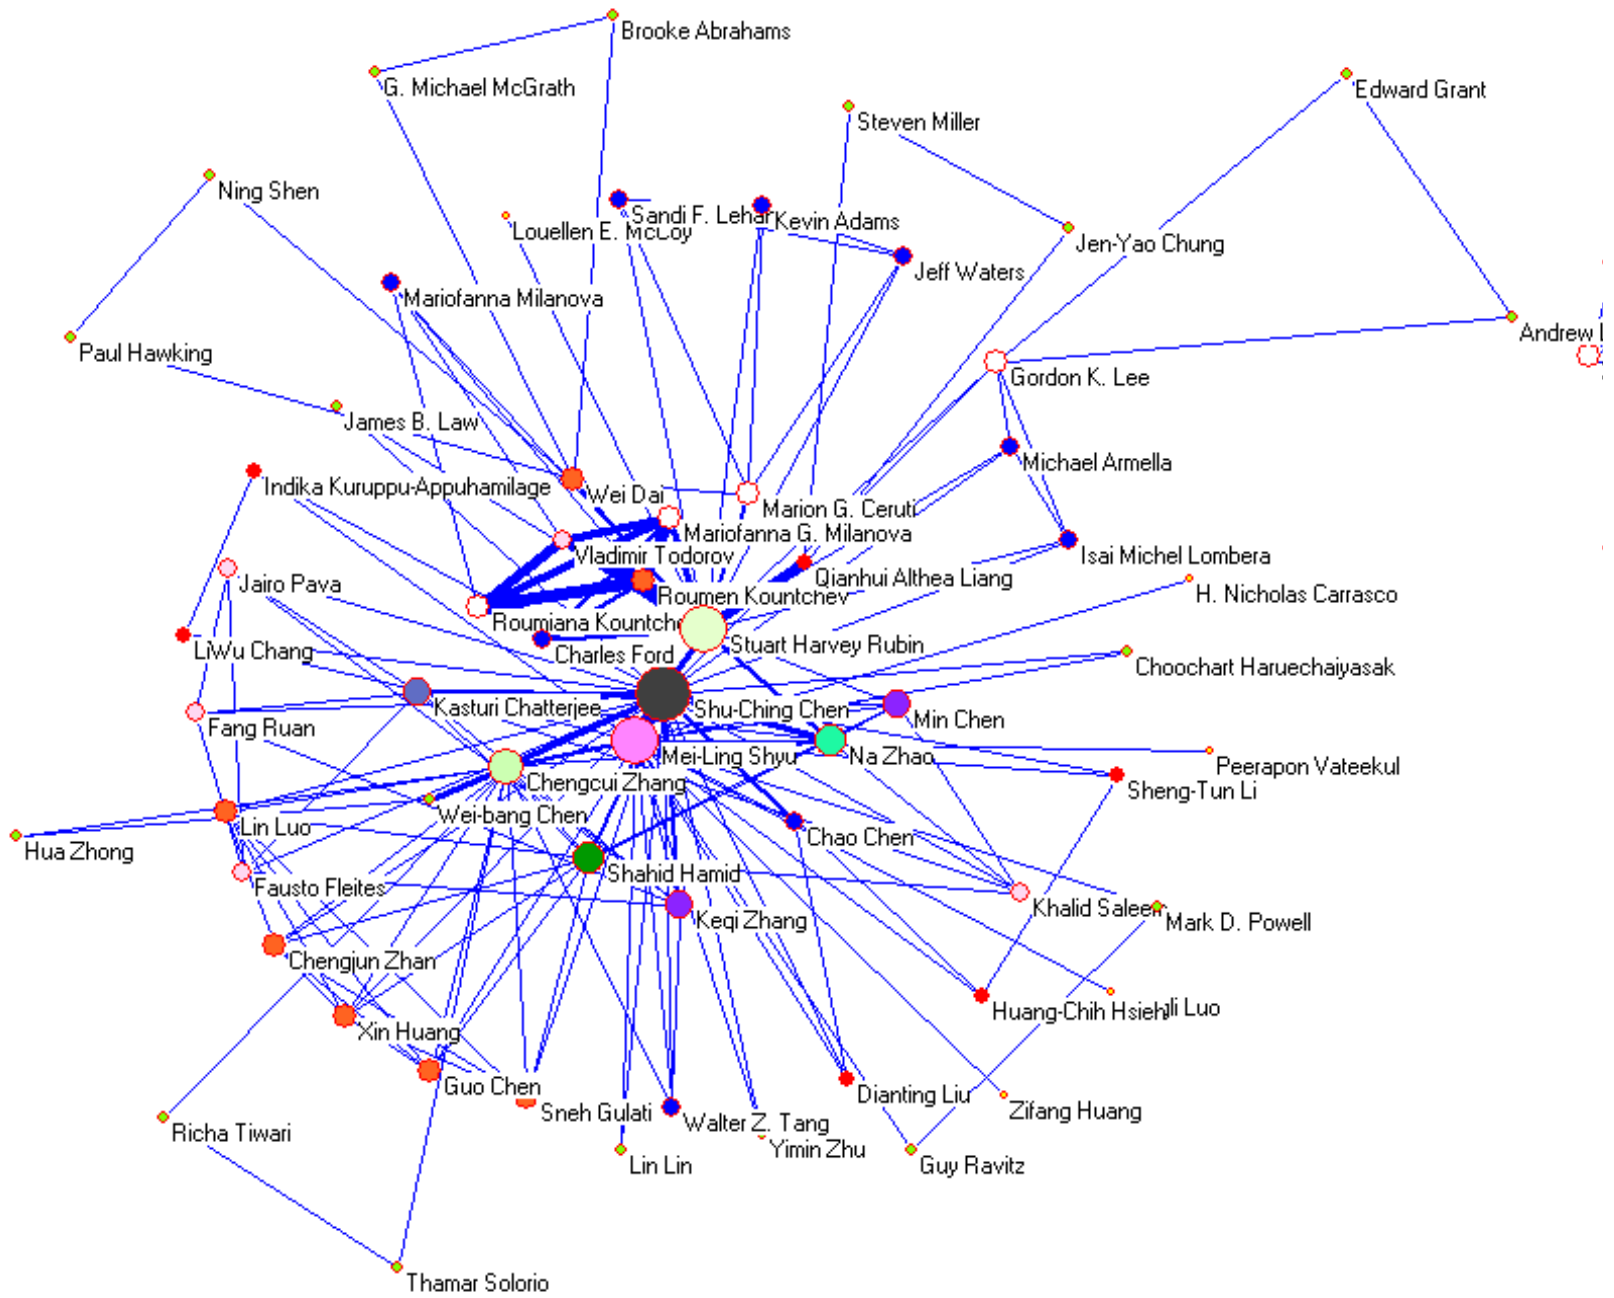 Brooke Abrahams
G. Michael McGrath
Edward Grant
Steven Miller
Ning Shen
Sandi F. Lehar
Kevin Adams
Louellen E. McCoy
Jen-Yao Chung
Jeff Waters
Mariofanna Milanova
Andrew L
Paul Hawking
Gordon K. Lee
James B. Law
Michael Armella
Indika Kuruppu-Appuhamilage
Wei Dai
Marion G. Ceruti
Mariofanna G. Milanova
Vladimir Todorov
Isai Michel Lombera
Jairo Pava
Qianhui Althea Liang
Roumen Kountchev
H. Nicholas Carrasco
Roumiana Kountche
Stuart Harvey Rubin
LiWu Chang
Charles Ford
Choochart Haruechaiyasak
Kasturi Chatterjee
Shu-Ching Chen
Min Chen
Fang Ruan
Mei-Ling Shyu
Na Zhao
Peerapon Vateekul
Chengcui Zhang
Sheng-Tun Li
Wei-bang Chen
Lin Luo
Chao Chen
Hua Zhong
Shahid Hamid
Fausto Fleites
Khalid Saleem
Keqi Zhang
Mark D. Powell
Chengjun Zhan
Huang-Chih Hsieh
li Luo
Xin Huang
Guo Chen
Dianting Liu
Zifang Huang
Sneh Gulati
Walter Z. Tang
Richa Tiwari
Yimin Zhu
Lin Lin
Guy Ravitz
Thamar Solorio